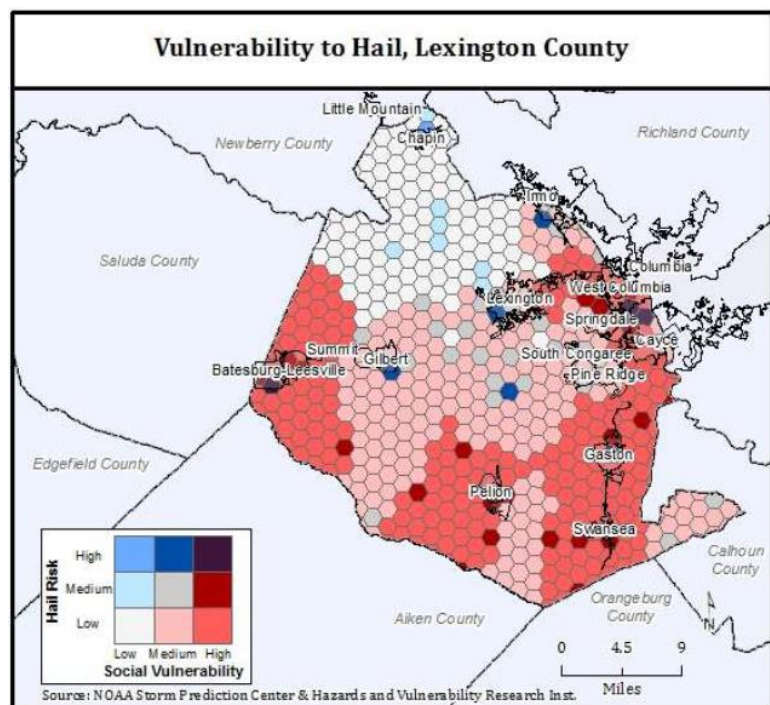 Vulnerability to Hail, Lexington County
Little Mountain
Chapin
Newberry County
Richland County
Irmo
Saluda County
Columbia
West Columbia
Lexington
Springdale
Cayce
Summit
Gilbert
South Congaree
Batesburg-Leesville
Pine Ridge
Edgefield County
Gaston
Pelion
Swansea
Calhoun
County
Orangeburg
County
Aiken County
N
Hail Risk
High
Medium
Low
Low Medium High
Social Vulnerability
0 4.5 9
Miles
Source: NOAA Storm Prediction Center & Hazards and Vulnerability Research Inst.